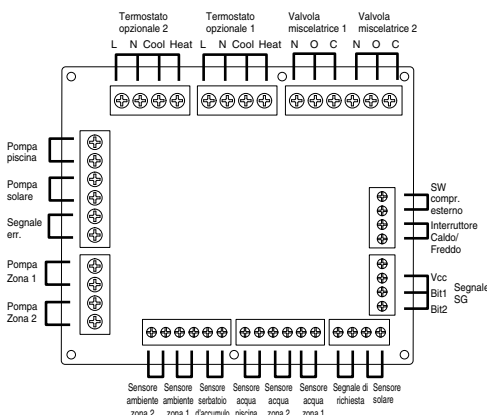 Termostato
opzionale 2
Termostato
opzionale 1
Valvola
miscelatrice 1
Valvola
miscelatrice 2
L N Cool Heat
L N Cool Heat
N O C
N O C
Pompa
piscina
Pompa
solare
Segnale
err.
Pompa
Zona 1
Pompa
Zona 2
SW
compr.
esterno
Interruttore
Caldo/
Freddo
Vcc
Bit1
Bit2
Segnale
SG
Sensore
ambiente
zona 2
Sensore
ambiente
zona 1
Sensore
serbatoio
d'accumulo
Sensore
acqua
piscina
Sensore
acqua
zona 2
Sensore
acqua
zona 1
Segnale di
richiesta
Sensore
solare